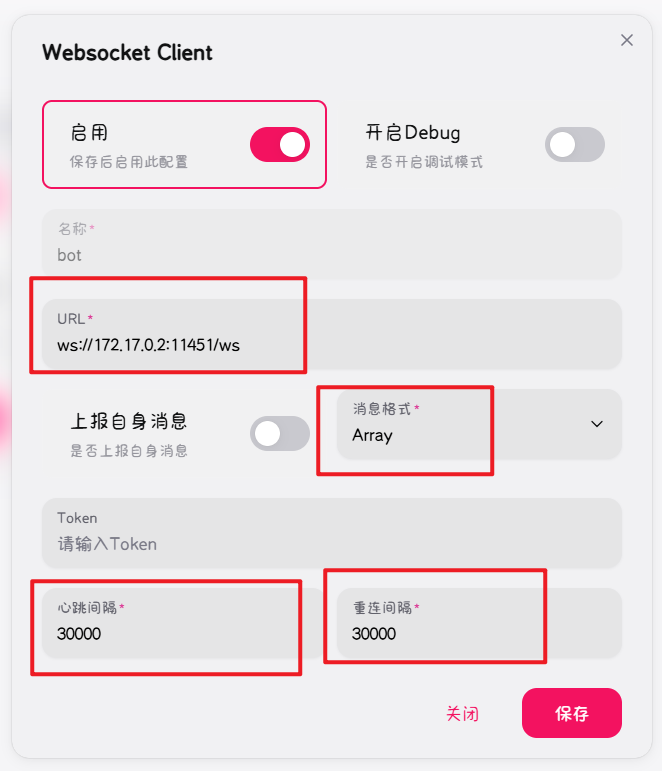 Websocket Client
启用
保存后启用此配置
开启Debug
是否开启调试模式
名称*
bot
URL*
ws://172.17.0.2:11451/ws
上报自身消息
是否上报自身消息
消息格式*
Array
Token
请输入Token
心跳间隔*
30000
重连间隔*
30000
关闭
保存